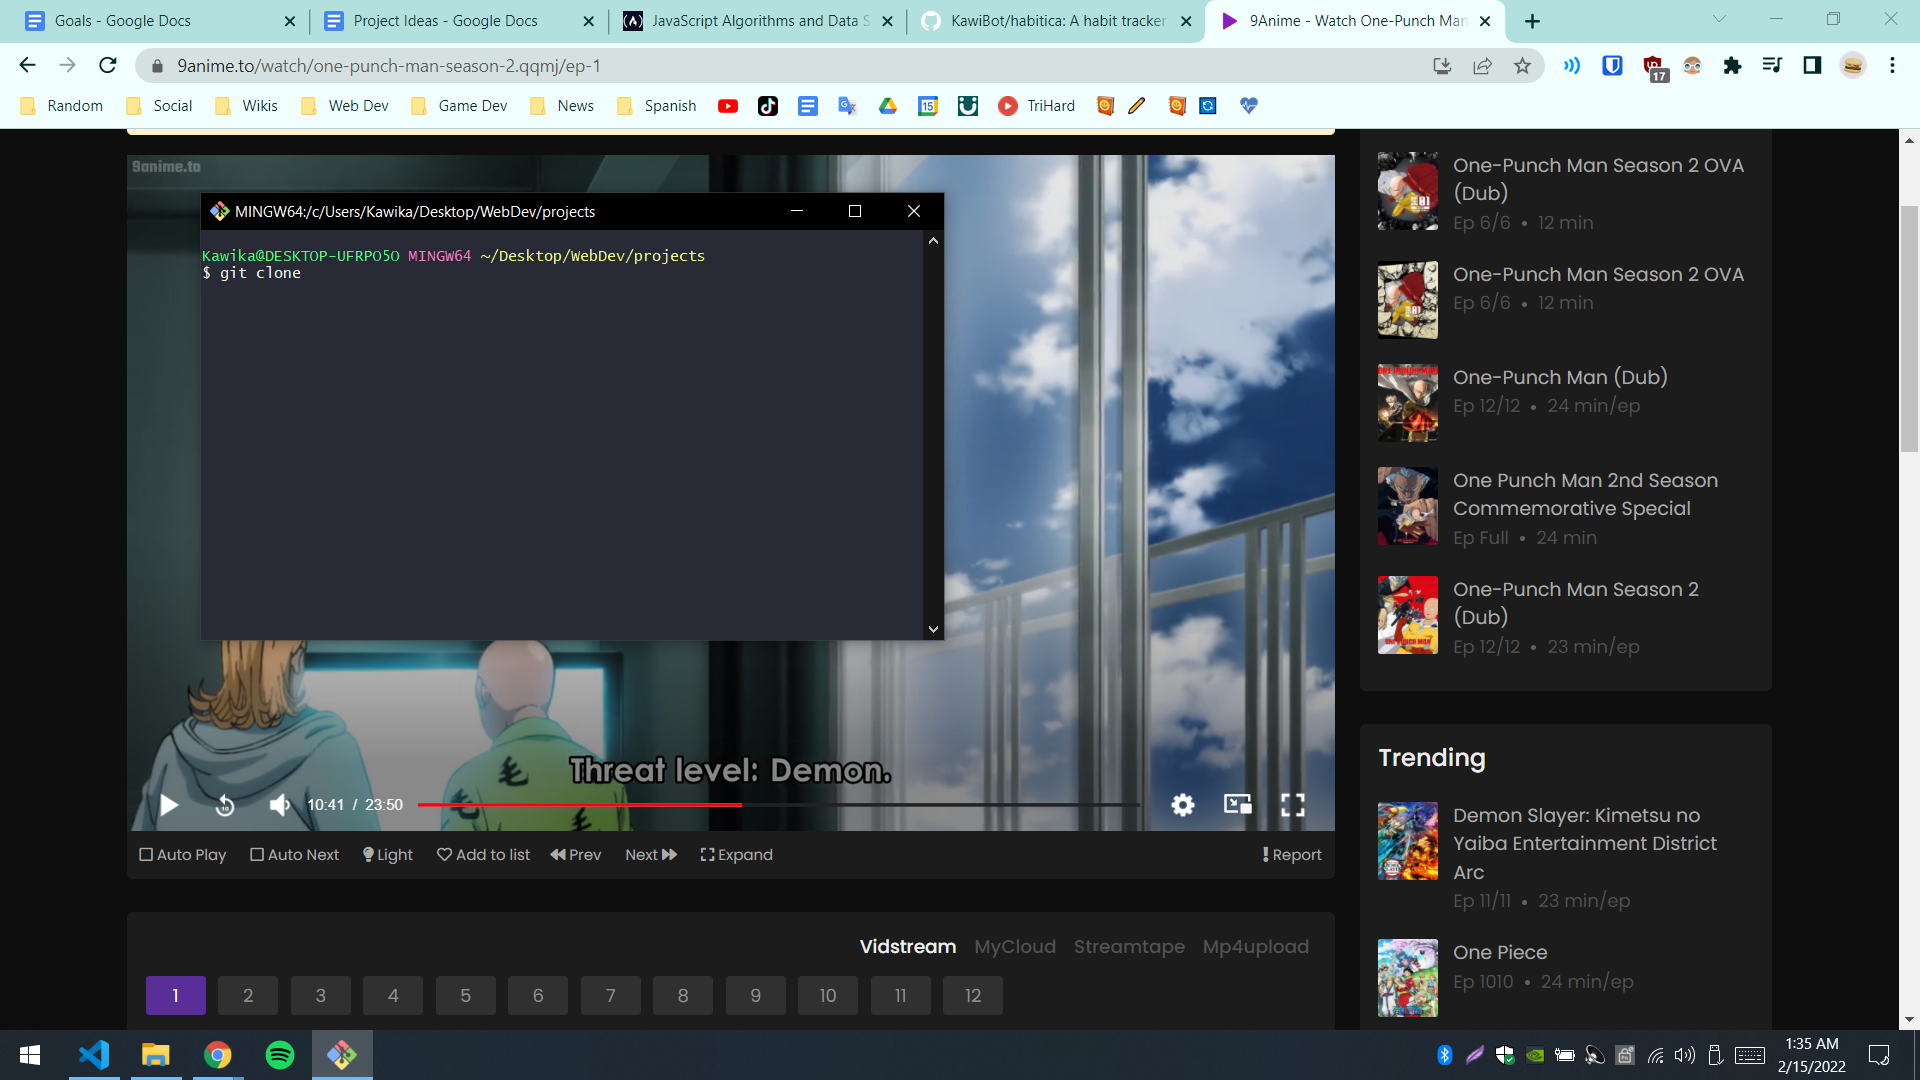 Goals - Google Docs
Project Ideas - Google Docs
JavaScript Algorithms and Data S
KawiBot/habitica: A habit tracker
9Anime - Watch One-Punch Man
9anime.to/watch/one-punch-man-season-2.qqmj/ep-1
17
Random
Social
Wikis
Web Dev
Game Dev
News
Spanish
15
TriHard
9anime.to
MINGW64:/c/Users/Kawika/Desktop/WebDev/projects
Kawika@DESKTOP-UFRPO5O MINGW64 ~/Desktop/WebDev/projects
$ git clone
毛
Threat level: Demon.
10:41 / 23:50
Auto Play
Auto Next
Light
Add to list
Prev
Next
Expand
Report
Vidstream
MyCloud
Streamtape
Mp4upload
1
2
3
4
5
6
7
8
9
10
11
12
One-Punch Man Season 2 OVA
(Dub)
Ep 6/6 • 12 min
One-Punch Man Season 2 OVA
Ep 6/6 • 12 min
One-Punch Man (Dub)
Ep 12/12 • 24 min/ep
One Punch Man 2nd Season
Commemorative Special
Ep Full • 24 min
One-Punch Man Season 2
(Dub)
Ep 12/12 • 23 min/ep
Trending
Demon Slayer: Kimetsu no
Yaiba Entertainment District
Arc
Ep 11/11 • 23 min/ep
One Piece
Ep 1010 • 24 min/ep
1:35 AM
2/15/2022